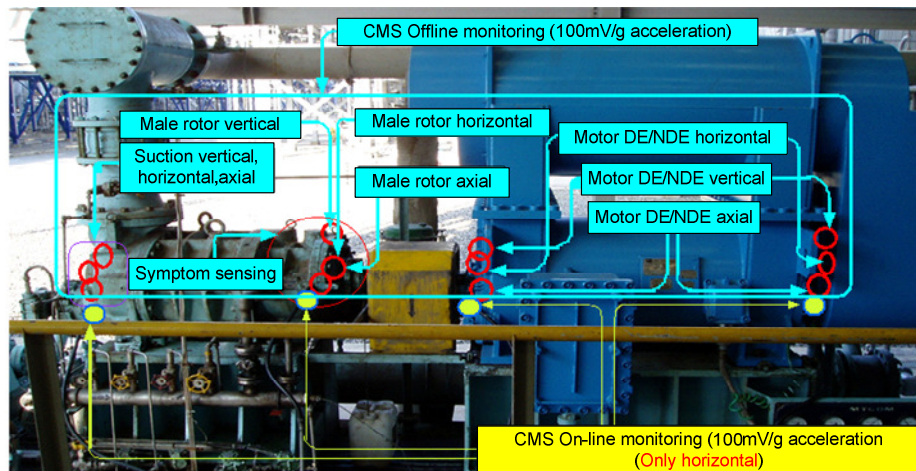 CMS Offline monitoring (100mV/g acceleration)
Male rotor vertical
Male rotor horizontal
Motor DE/NDE horizontal
Suction vertical,
horizontal,axial
Male rotor axial
Motor DE/NDE vertical
Motor DE/NDE axial
Symptom sensing
MYCOM
CMS On-line monitoring (100mV/g acceleration
(Only horizontal)